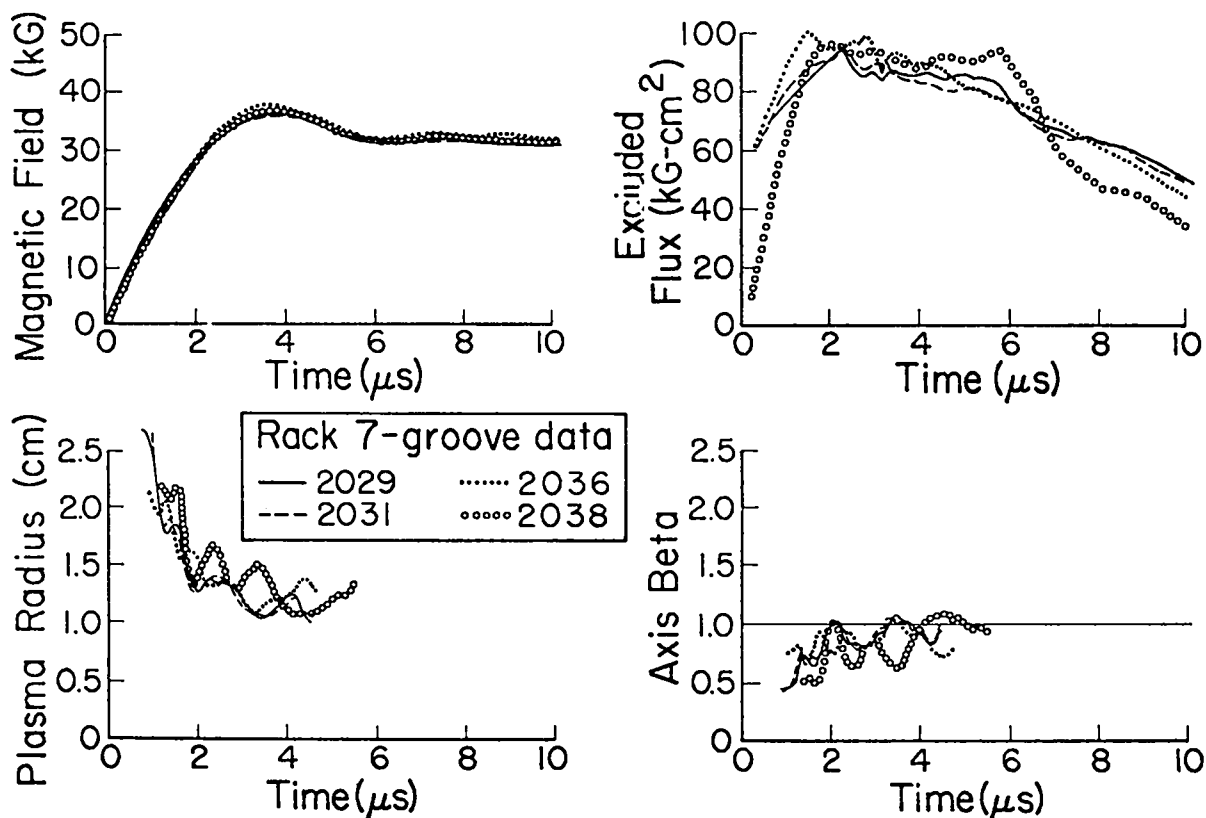 Magnetic Field (kG)
50
40
30
20
10
0
0 2 4 6 8 10
Time (μs)
Excluded
Flux (kG-cm²)
100
80
60
40
20
0
0 2 4 6 8 10
Time (μs)
Plasma Radius (cm)
2.5
2.0
1.5
1.0
0.5
0
0 2 4 6 8 10
Time (μs)
Rack 7-groove data
2029 2036
2031 2038
Axis Beta
2.5
2.0
1.5
1.0
0.5
0
0 2 4 6 8 10
Time (μs)